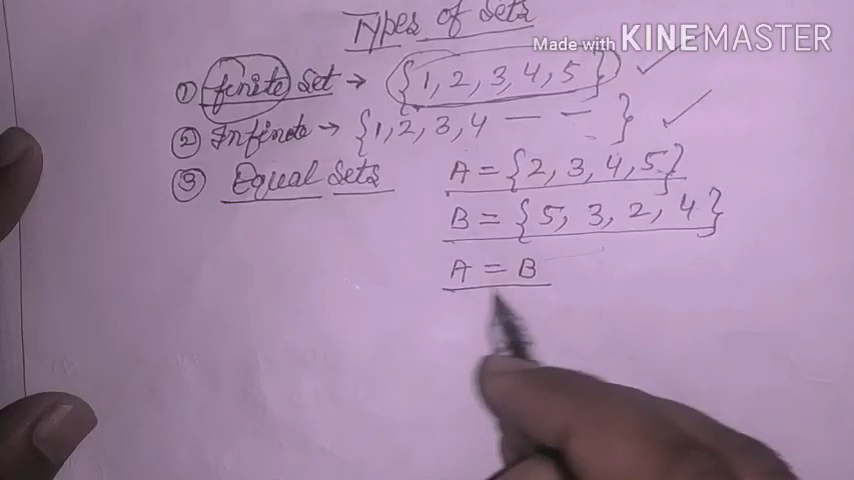 Types of Sets
Made with KINEMASTER
① finite Set → {1, 2, 3, 4, 5}
② Infinite → {1, 2, 3, 4 — — }
③ Equal Sets
A = {2, 3, 4, 5}
B = {5, 3, 2, 4}
A = B